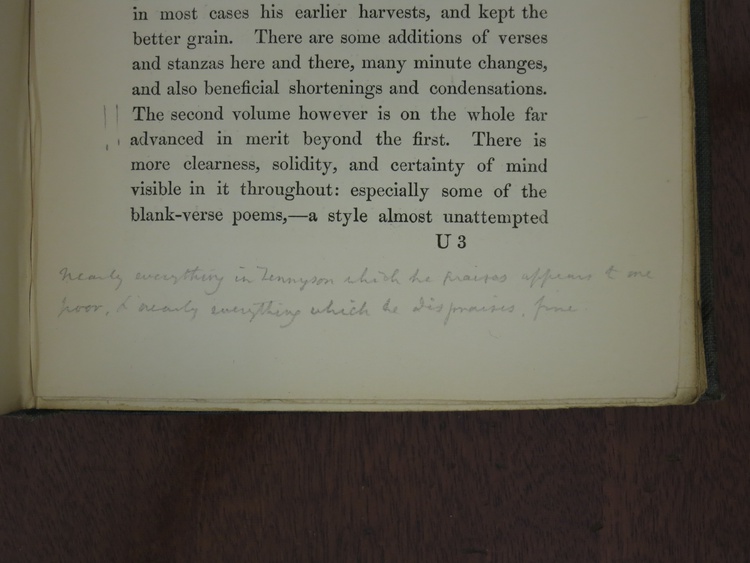 in most cases his earlier harvests, and kept the
better grain. There are some additions of verses
and stanzas here and there, many minute changes,
and also beneficial shortenings and condensations.
The second volume however is on the whole far
advanced in merit beyond the first. There is
more clearness, solidity, and certainty of mind
visible in it throughout: especially some of the
blank-verse poems,—a style almost unattempted
U 3
Nearly everything in Tennyson which he praises appears to me
poor, & nearly everything which he dispraises, fine